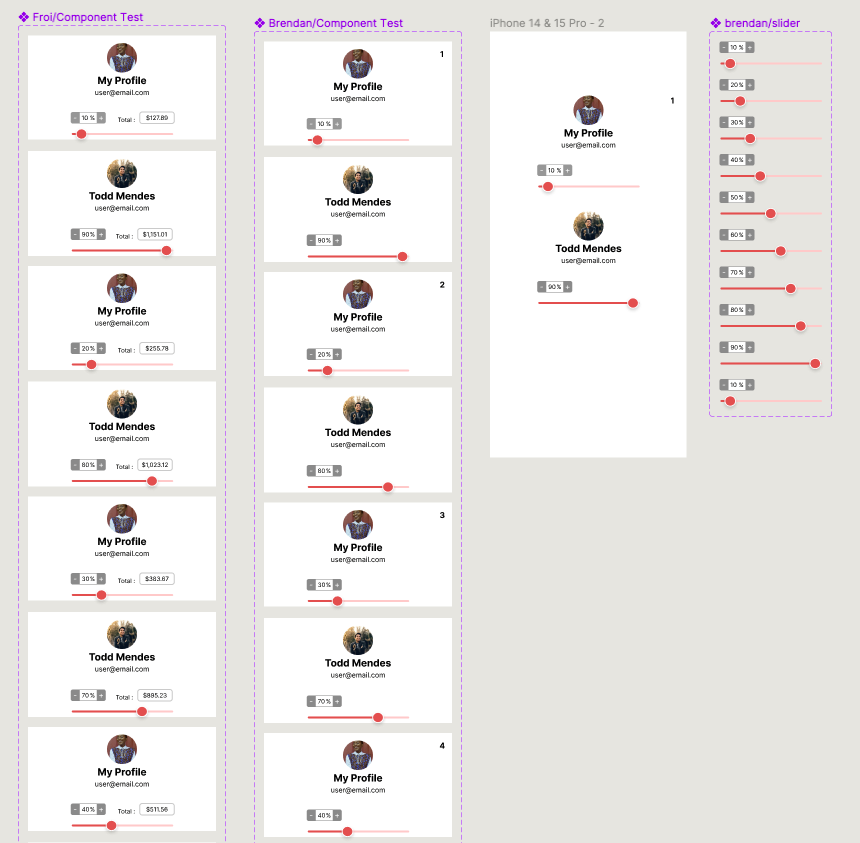 Froi/Component Test
My Profile
user@email.com
- 10 % + Total : $127.89
Todd Mendes
user@email.com
- 90% + Total : $1,151.01
My Profile
user@email.com
- 20% + Total : $255.78
Todd Mendes
user@email.com
- 80% + Total : $1,023.12
My Profile
user@email.com
- 30% + Total : $383.67
Todd Mendes
user@email.com
- 70% + Total : $895.23
My Profile
user@email.com
- 40% + Total : $511.56
Brendan/Component Test
1
My Profile
user@email.com
- 10 % +
Todd Mendes
user@email.com
- 90% +
2
My Profile
user@email.com
- 20% +
Todd Mendes
user@email.com
- 80% +
3
My Profile
user@email.com
- 30% +
Todd Mendes
user@email.com
- 70% +
4
My Profile
user@email.com
- 40% +
iPhone 14 & 15 Pro - 2
1
My Profile
user@email.com
- 10 % +
Todd Mendes
user@email.com
- 90% +
brendan/slider
- 10 % +
- 20% +
- 30% +
- 40% +
- 50% +
- 60% +
- 70% +
- 80% +
- 90% +
- 10 % +